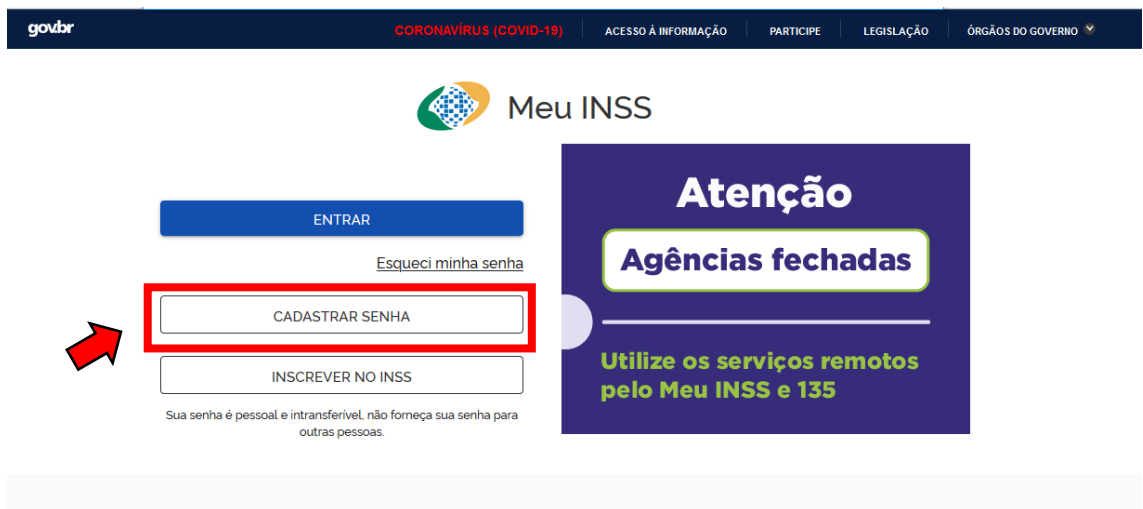 gov.br
CORONAVÍRUS (COVID-19)
ACESSO À INFORMAÇÃO
PARTICIPE
LEGISLAÇÃO
ÓRGÃOS DO GOVERNO
Meu INSS
ENTRAR
Esqueci minha senha
CADASTRAR SENHA
INSCREVER NO INSS
Sua senha é pessoal e intransferível, não forneça sua senha para
outras pessoas.
Atenção
Agências fechadas
Utilize os serviços remotos
pelo Meu INSS e 135